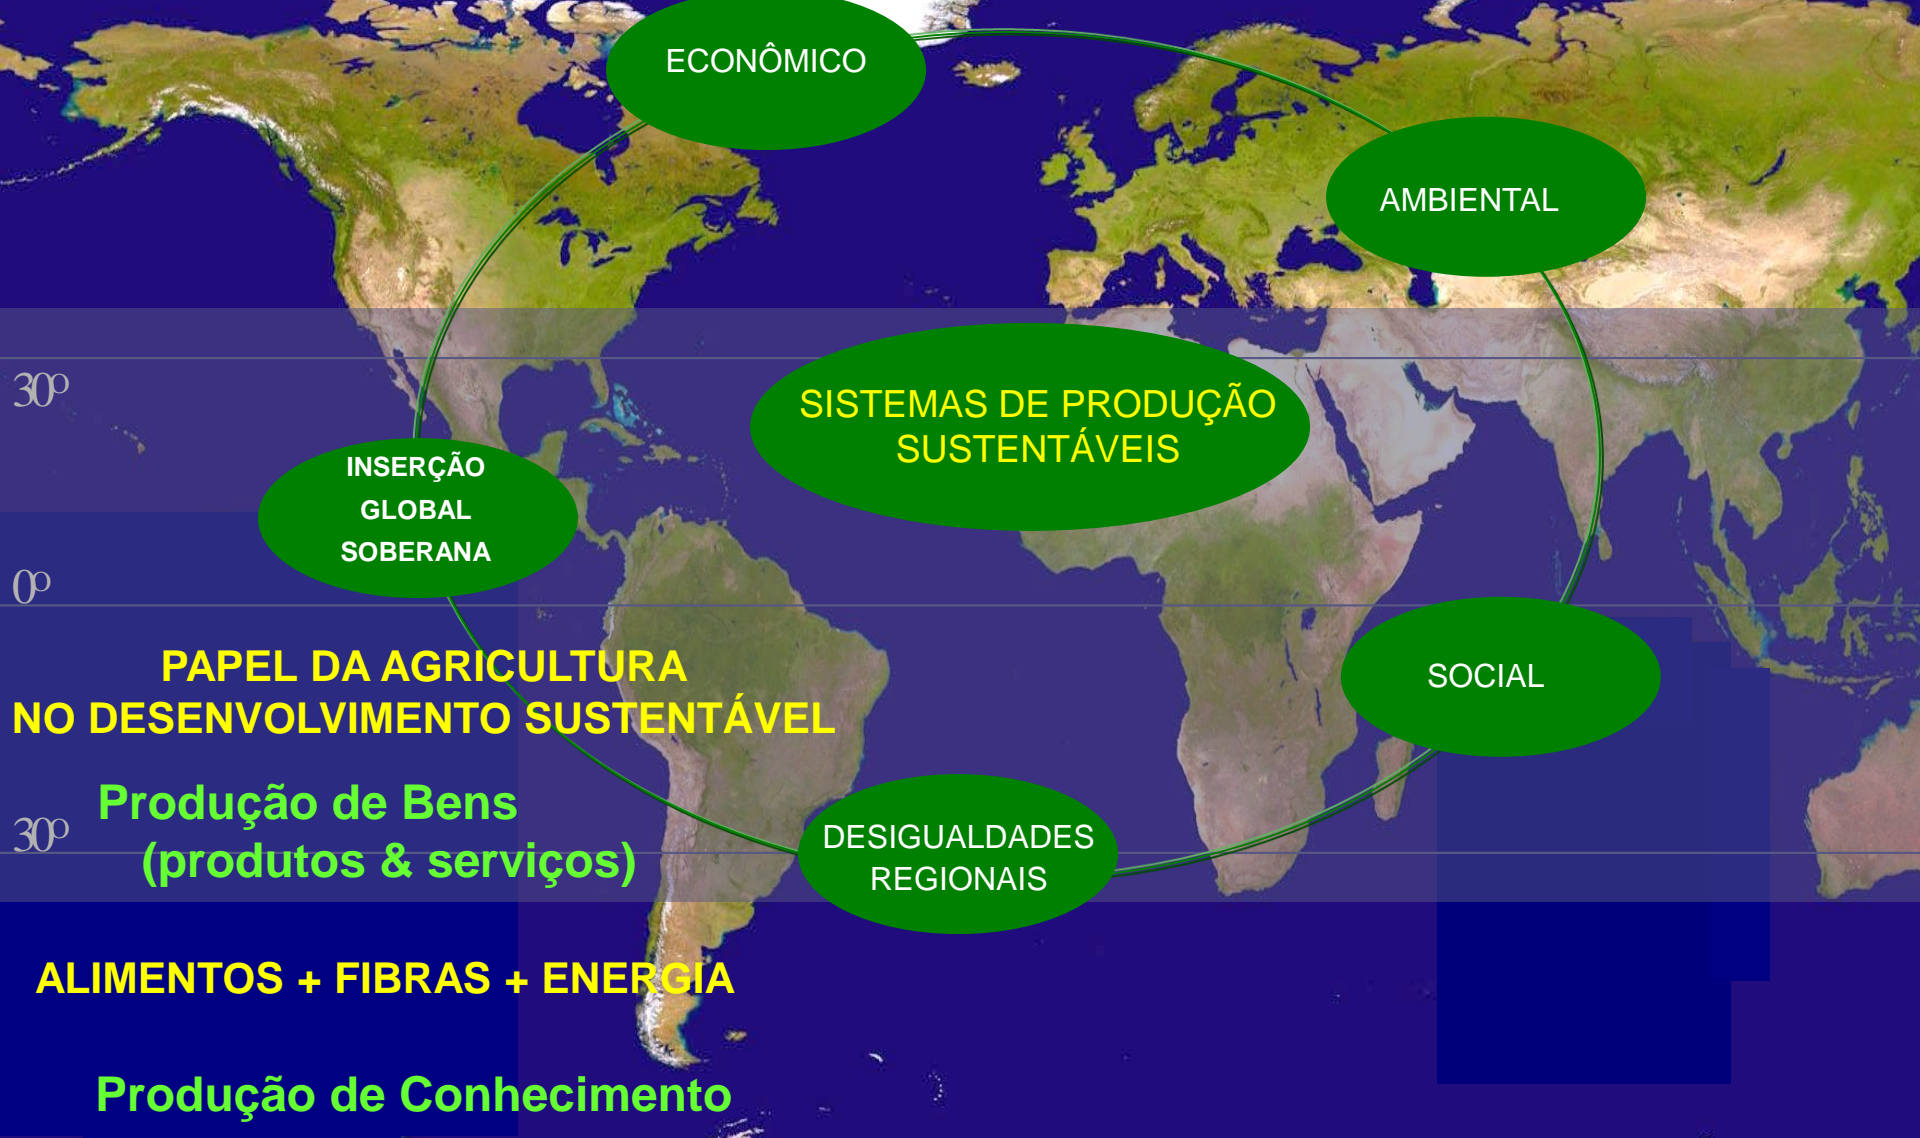 ECONÔMICO
AMBIENTAL
30º
SISTEMAS DE PRODUÇÃO
SUSTENTÁVEIS
INSERÇÃO
GLOBAL
SOBERANA
0º
PAPEL DA AGRICULTURA
NO DESENVOLVIMENTO SUSTENTÁVEL
SOCIAL
Produção de Bens
(produtos & serviços)
30º
DESIGUALDADES
REGIONAIS
ALIMENTOS + FIBRAS + ENERGIA
Produção de Conhecimento